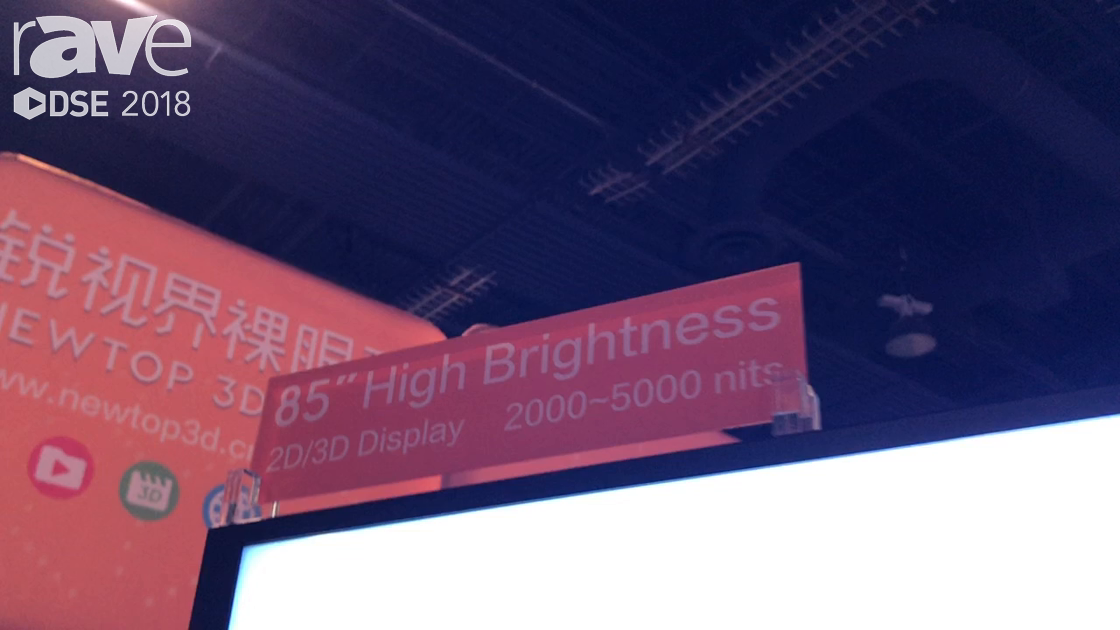 rAVe
DSE 2018
锐视界裸眼
NEWTOP 3D
www.newtop3d.c
3D
85” High Brightness
2D/3D Display 2000~5000 nits